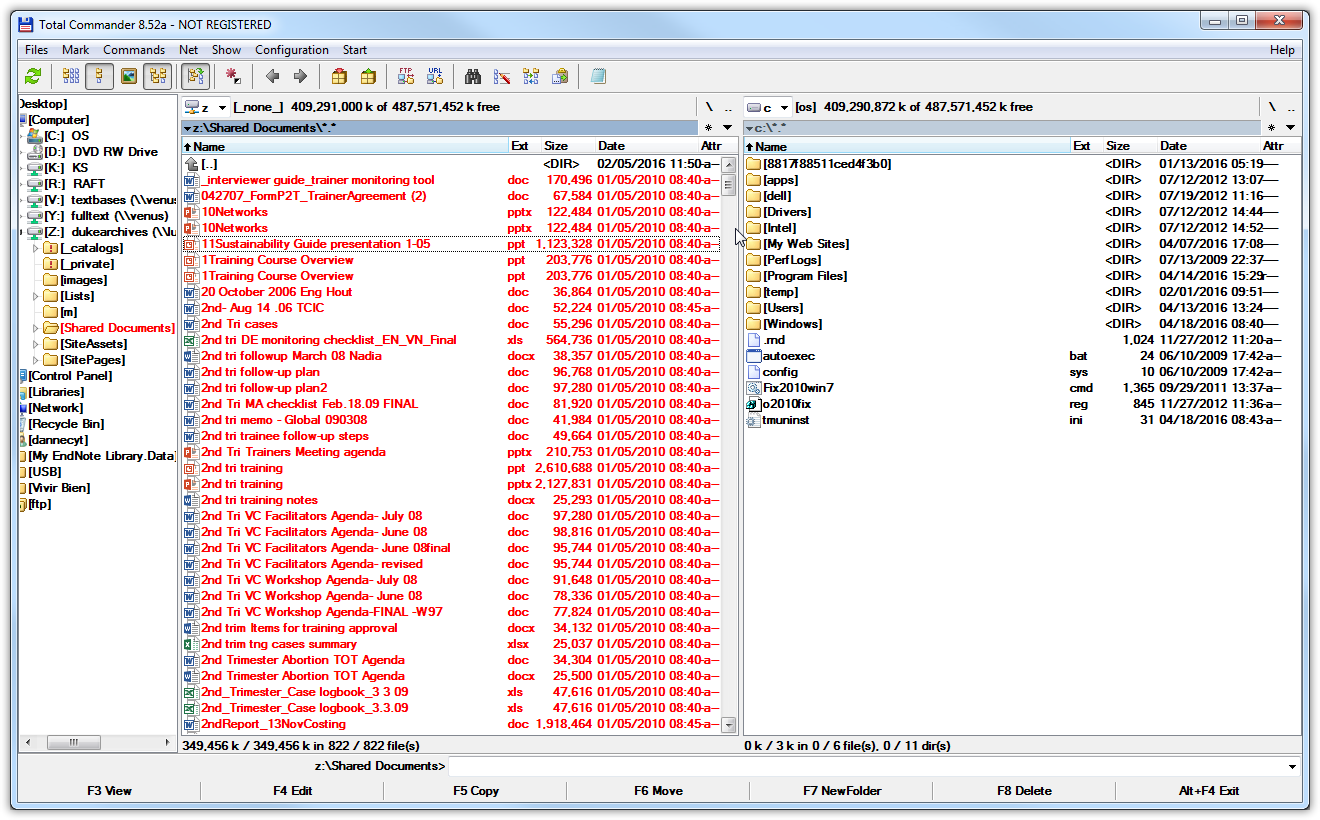 Total Commander 8.52a - NOT REGISTERED
Files Mark Commands Net Show Configuration Start Help
FTP URL
z [_none_] 409,291,000 k of 487,571,452 k free \ ..
c [os] 409,290,872 k of 487,571,452 k free \ ..
Desktop]
[Computer]
[C:] OS
[D:] DVD RW Drive
[K:] KS
[R:] RAFT
[V:] textbases (\\venus
[Y:] fulltext (\\venus)
[Z:] dukearchives (\\lu
[_catalogs]
[_private]
[images]
[Lists]
[m]
[Shared Documents]
[SiteAssets]
[SitePages]
[Control Panel]
[Libraries]
[Network]
[Recycle Bin]
[dannecyt]
[My EndNote Library.Data]
[USB]
[Vivir Bien]
[ftp]
z:\Shared Documents\*.* *
Name Ext Size Date Attr
[..] <DIR> 02/05/2016 11:50-a--
_interviewer guide_trainer monitoring tool doc 170,496 01/05/2010 08:40-a--
042707_FormP2T_TrainerAgreement (2) doc 67,584 01/05/2010 08:40-a--
10Networks pptx 122,484 01/05/2010 08:40-a--
10Networks pptx 122,484 01/05/2010 08:40-a--
11Sustainability Guide presentation 1-05 ppt 1,123,328 01/05/2010 08:40-a--
1Training Course Overview ppt 203,776 01/05/2010 08:40-a--
1Training Course Overview ppt 203,776 01/05/2010 08:40-a--
20 October 2006 Eng Hout doc 36,864 01/05/2010 08:40-a--
2nd- Aug 14 .06 TCIC doc 52,224 01/05/2010 08:45-a--
2nd Tri cases doc 55,296 01/05/2010 08:40-a--
2nd tri DE monitoring checklist_EN_VN_Final xls 564,736 01/05/2010 08:40-a--
2nd tri followup March 08 Nadia docx 38,357 01/05/2010 08:40-a--
2nd tri follow-up plan doc 96,768 01/05/2010 08:40-a--
2nd tri follow-up plan2 doc 97,280 01/05/2010 08:40-a--
2nd Tri MA checklist Feb.18.09 FINAL doc 81,920 01/05/2010 08:40-a--
2nd tri memo - Global 090308 doc 41,984 01/05/2010 08:40-a--
2nd tri trainee follow-up steps doc 49,664 01/05/2010 08:40-a--
2nd Tri Trainers Meeting agenda pptx 210,753 01/05/2010 08:40-a--
2nd tri training ppt 2,610,688 01/05/2010 08:40-a--
2nd tri training pptx 2,127,831 01/05/2010 08:40-a--
2nd tri training notes docx 25,293 01/05/2010 08:40-a--
2nd Tri VC Facilitators Agenda- July 08 doc 97,280 01/05/2010 08:40-a--
2nd Tri VC Facilitators Agenda- June 08 doc 98,816 01/05/2010 08:40-a--
2nd Tri VC Facilitators Agenda- June 08final doc 95,744 01/05/2010 08:40-a--
2nd Tri VC Facilitators Agenda- revised doc 95,744 01/05/2010 08:40-a--
2nd Tri VC Workshop Agenda- July 08 doc 91,648 01/05/2010 08:40-a--
2nd Tri VC Workshop Agenda- June 08 doc 78,336 01/05/2010 08:40-a--
2nd Tri VC Workshop Agenda-FINAL -W97 doc 77,824 01/05/2010 08:40-a--
2nd trim Items for training approval docx 34,132 01/05/2010 08:40-a--
2nd trim tng cases summary xlsx 25,037 01/05/2010 08:40-a--
2nd Trimester Abortion TOT Agenda doc 34,304 01/05/2010 08:40-a--
2nd Trimester Abortion TOT Agenda docx 25,500 01/05/2010 08:40-a--
2nd_Trimester_Case logbook_3 3 09 xls 47,616 01/05/2010 08:40-a--
2nd_Trimester_Case logbook_3.3.09 xls 47,616 01/05/2010 08:40-a--
2ndReport_13NovCosting doc 1,918,464 01/05/2010 08:45-a--
349,456 k / 349,456 k in 822 / 822 file(s)
c:\*.* *
Name Ext Size Date Attr
[8817f88511ced4f3b0] <DIR> 01/13/2016 05:19----
[apps] <DIR> 07/12/2012 13:07----
[dell] <DIR> 07/19/2012 11:16----
[Drivers] <DIR> 07/12/2012 14:44----
[Intel] <DIR> 07/12/2012 14:52----
[My Web Sites] <DIR> 04/07/2016 17:08----
[PerfLogs] <DIR> 07/13/2009 22:37----
[Program Files] <DIR> 04/14/2016 15:29r---
[temp] <DIR> 02/01/2016 09:51----
[Users] <DIR> 04/13/2016 13:24----
[Windows] <DIR> 04/18/2016 08:40----
.rnd 1,024 11/27/2012 11:20-a--
autoexec bat 24 06/10/2009 17:42-a--
config sys 10 06/10/2009 17:42-a--
Fix2010win7 cmd 1,365 09/29/2011 13:37-a--
o2010fix reg 845 11/27/2012 11:36-a--
tmuninst ini 31 04/18/2016 08:43-a--
0 k / 3 k in 0 / 6 file(s), 0 / 11 dir(s)
z:\Shared Documents>
F3 View F4 Edit F5 Copy F6 Move F7 NewFolder F8 Delete Alt+F4 Exit